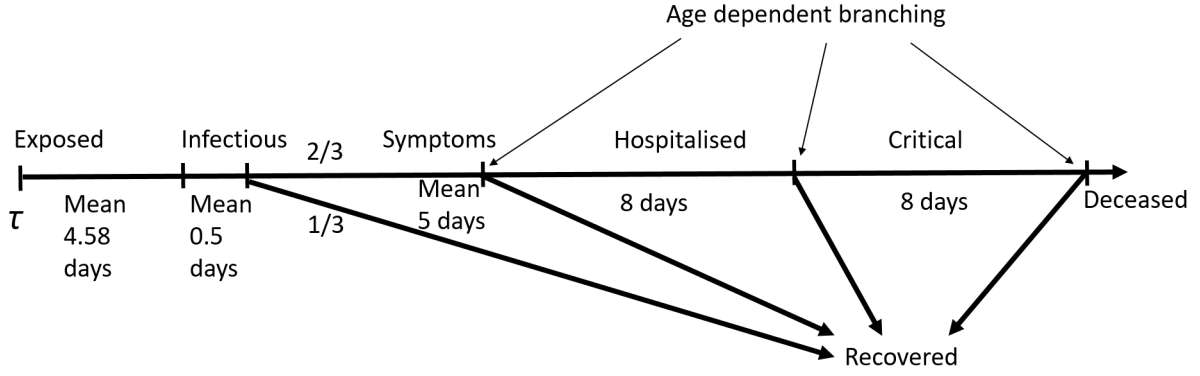 Age dependent branching
Exposed
Infectious
2/3
Symptoms
Hospitalised
Critical
τ
Mean
4.58
days
Mean
0.5
days
1/3
Mean
5 days
8 days
8 days
Deceased
Recovered